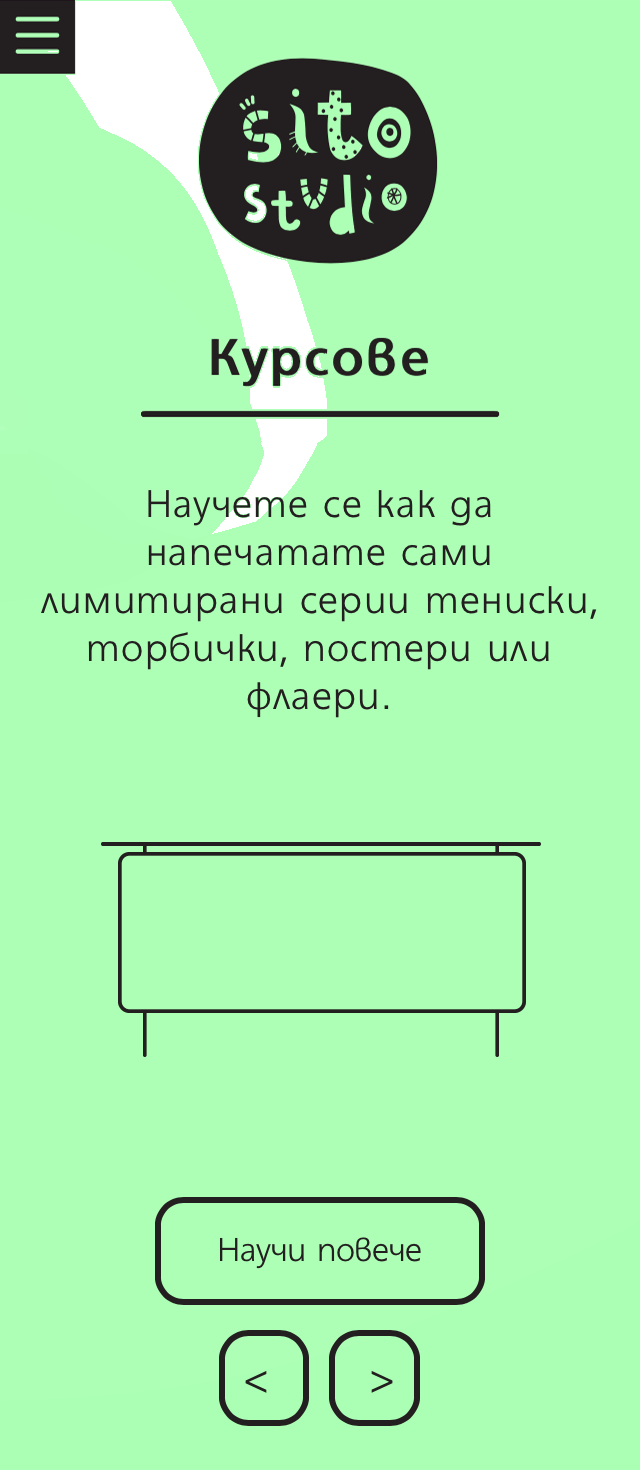 sito
studio
Курсове
Научете се как да
напечатате сами
лимитирани серии тениски,
торбички, постери или
флаери.
Научи повече
< >